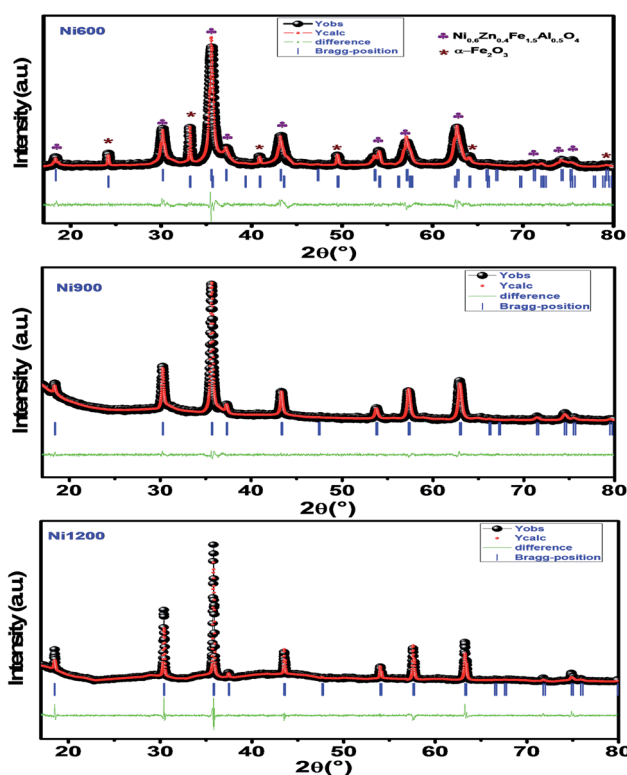 Ni600
Yobs
Ycalc
difference
Bragg-position
♣ Ni₀.₆Zn₀.₄Fe₁.₅Al₀.₅O₄
* α−Fe₂O₃
Intensity (a.u.)
20 30 40 50 60 70 80
2θ(°)
Ni900
Yobs
Ycalc
difference
Bragg-position
Intensity (a.u.)
20 30 40 50 60 70 80
2θ(°)
Ni1200
Yobs
Ycalc
difference
Bragg-position
Intensity (a.u.)
20 30 40 50 60 70 80
2θ(°)